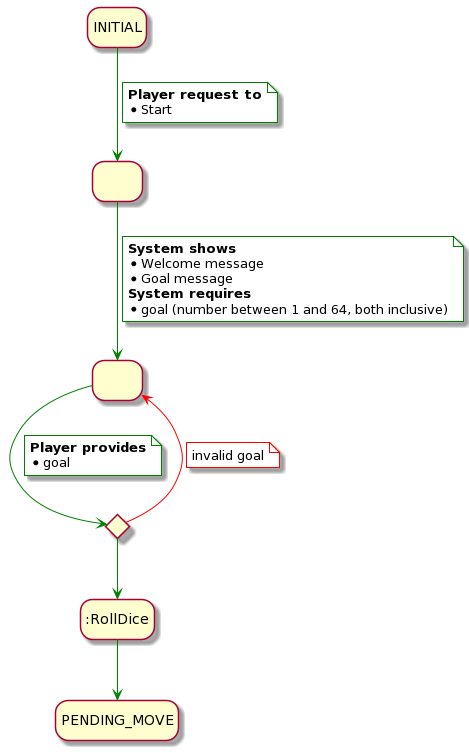 INITIAL
Player request to
• Start
System shows
• Welcome message
• Goal message
System requires
• goal (number between 1 and 64, both inclusive)
Player provides
• goal
invalid goal
:RollDice
PENDING_MOVE